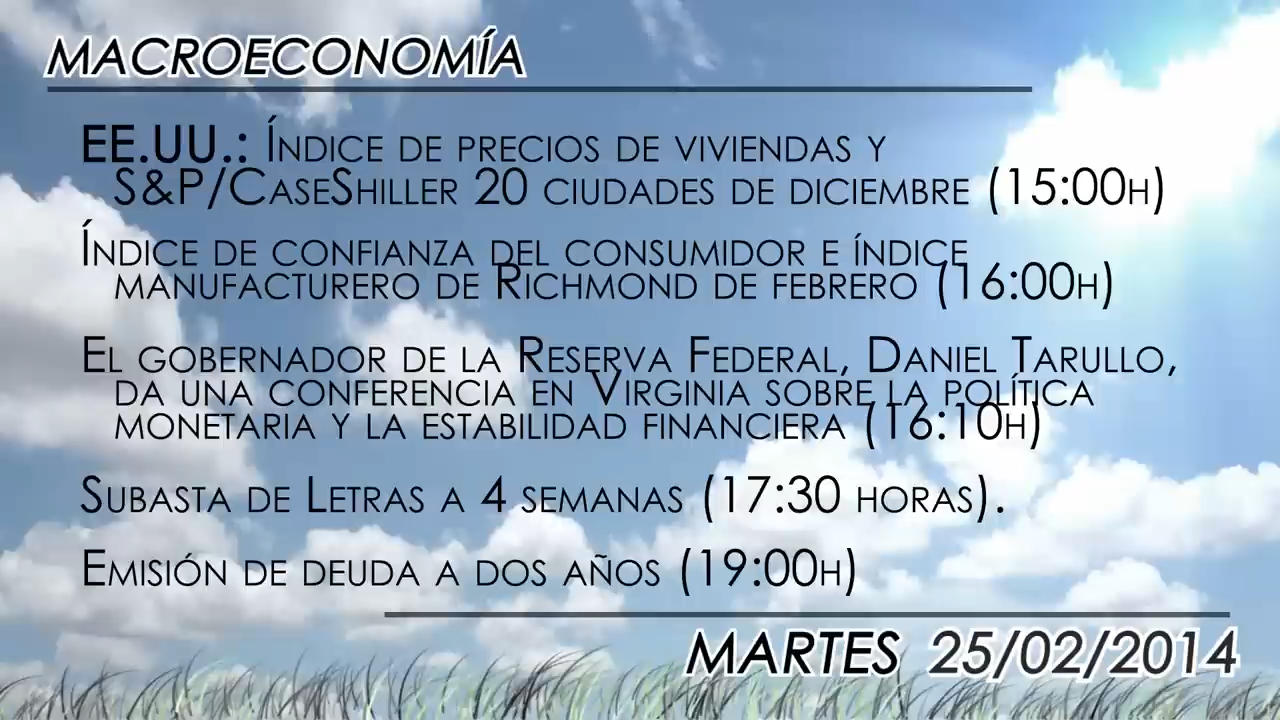 MACROECONOMÍA
EE.UU.: Índice de precios de viviendas y
S&P/CaseShiller 20 ciudades de diciembre (15:00h)
Índice de confianza del consumidor e índice
manufacturero de Richmond de febrero (16:00h)
El gobernador de la Reserva Federal, Daniel Tarullo,
da una conferencia en Virginia sobre la política
monetaria y la estabilidad financiera (16:10h)
Subasta de Letras a 4 semanas (17:30 horas).
Emisión de deuda a dos años (19:00h)
MARTES 25/02/2014